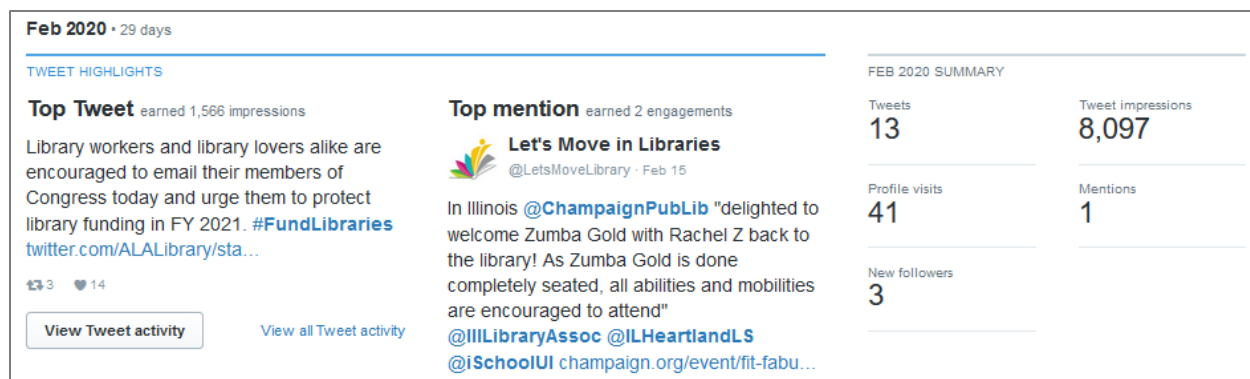 Feb 2020 • 29 days
TWEET HIGHLIGHTS
Top Tweet earned 1,566 impressions
Library workers and library lovers alike are
encouraged to email their members of
Congress today and urge them to protect
library funding in FY 2021. #FundLibraries
twitter.com/ALALibrary/sta…
3 14
View Tweet activity
View all Tweet activity
Top mention earned 2 engagements
Let's Move in Libraries
@LetsMoveLibrary · Feb 15
In Illinois @ChampaignPubLib "delighted to
welcome Zumba Gold with Rachel Z back to
the library! As Zumba Gold is done
completely seated, all abilities and mobilities
are encouraged to attend"
@IllLibraryAssoc @ILHeartlandLS
@iSchoolUI champaign.org/event/fit-fabu…
FEB 2020 SUMMARY
Tweets
13
Tweet impressions
8,097
Profile visits
41
Mentions
1
New followers
3